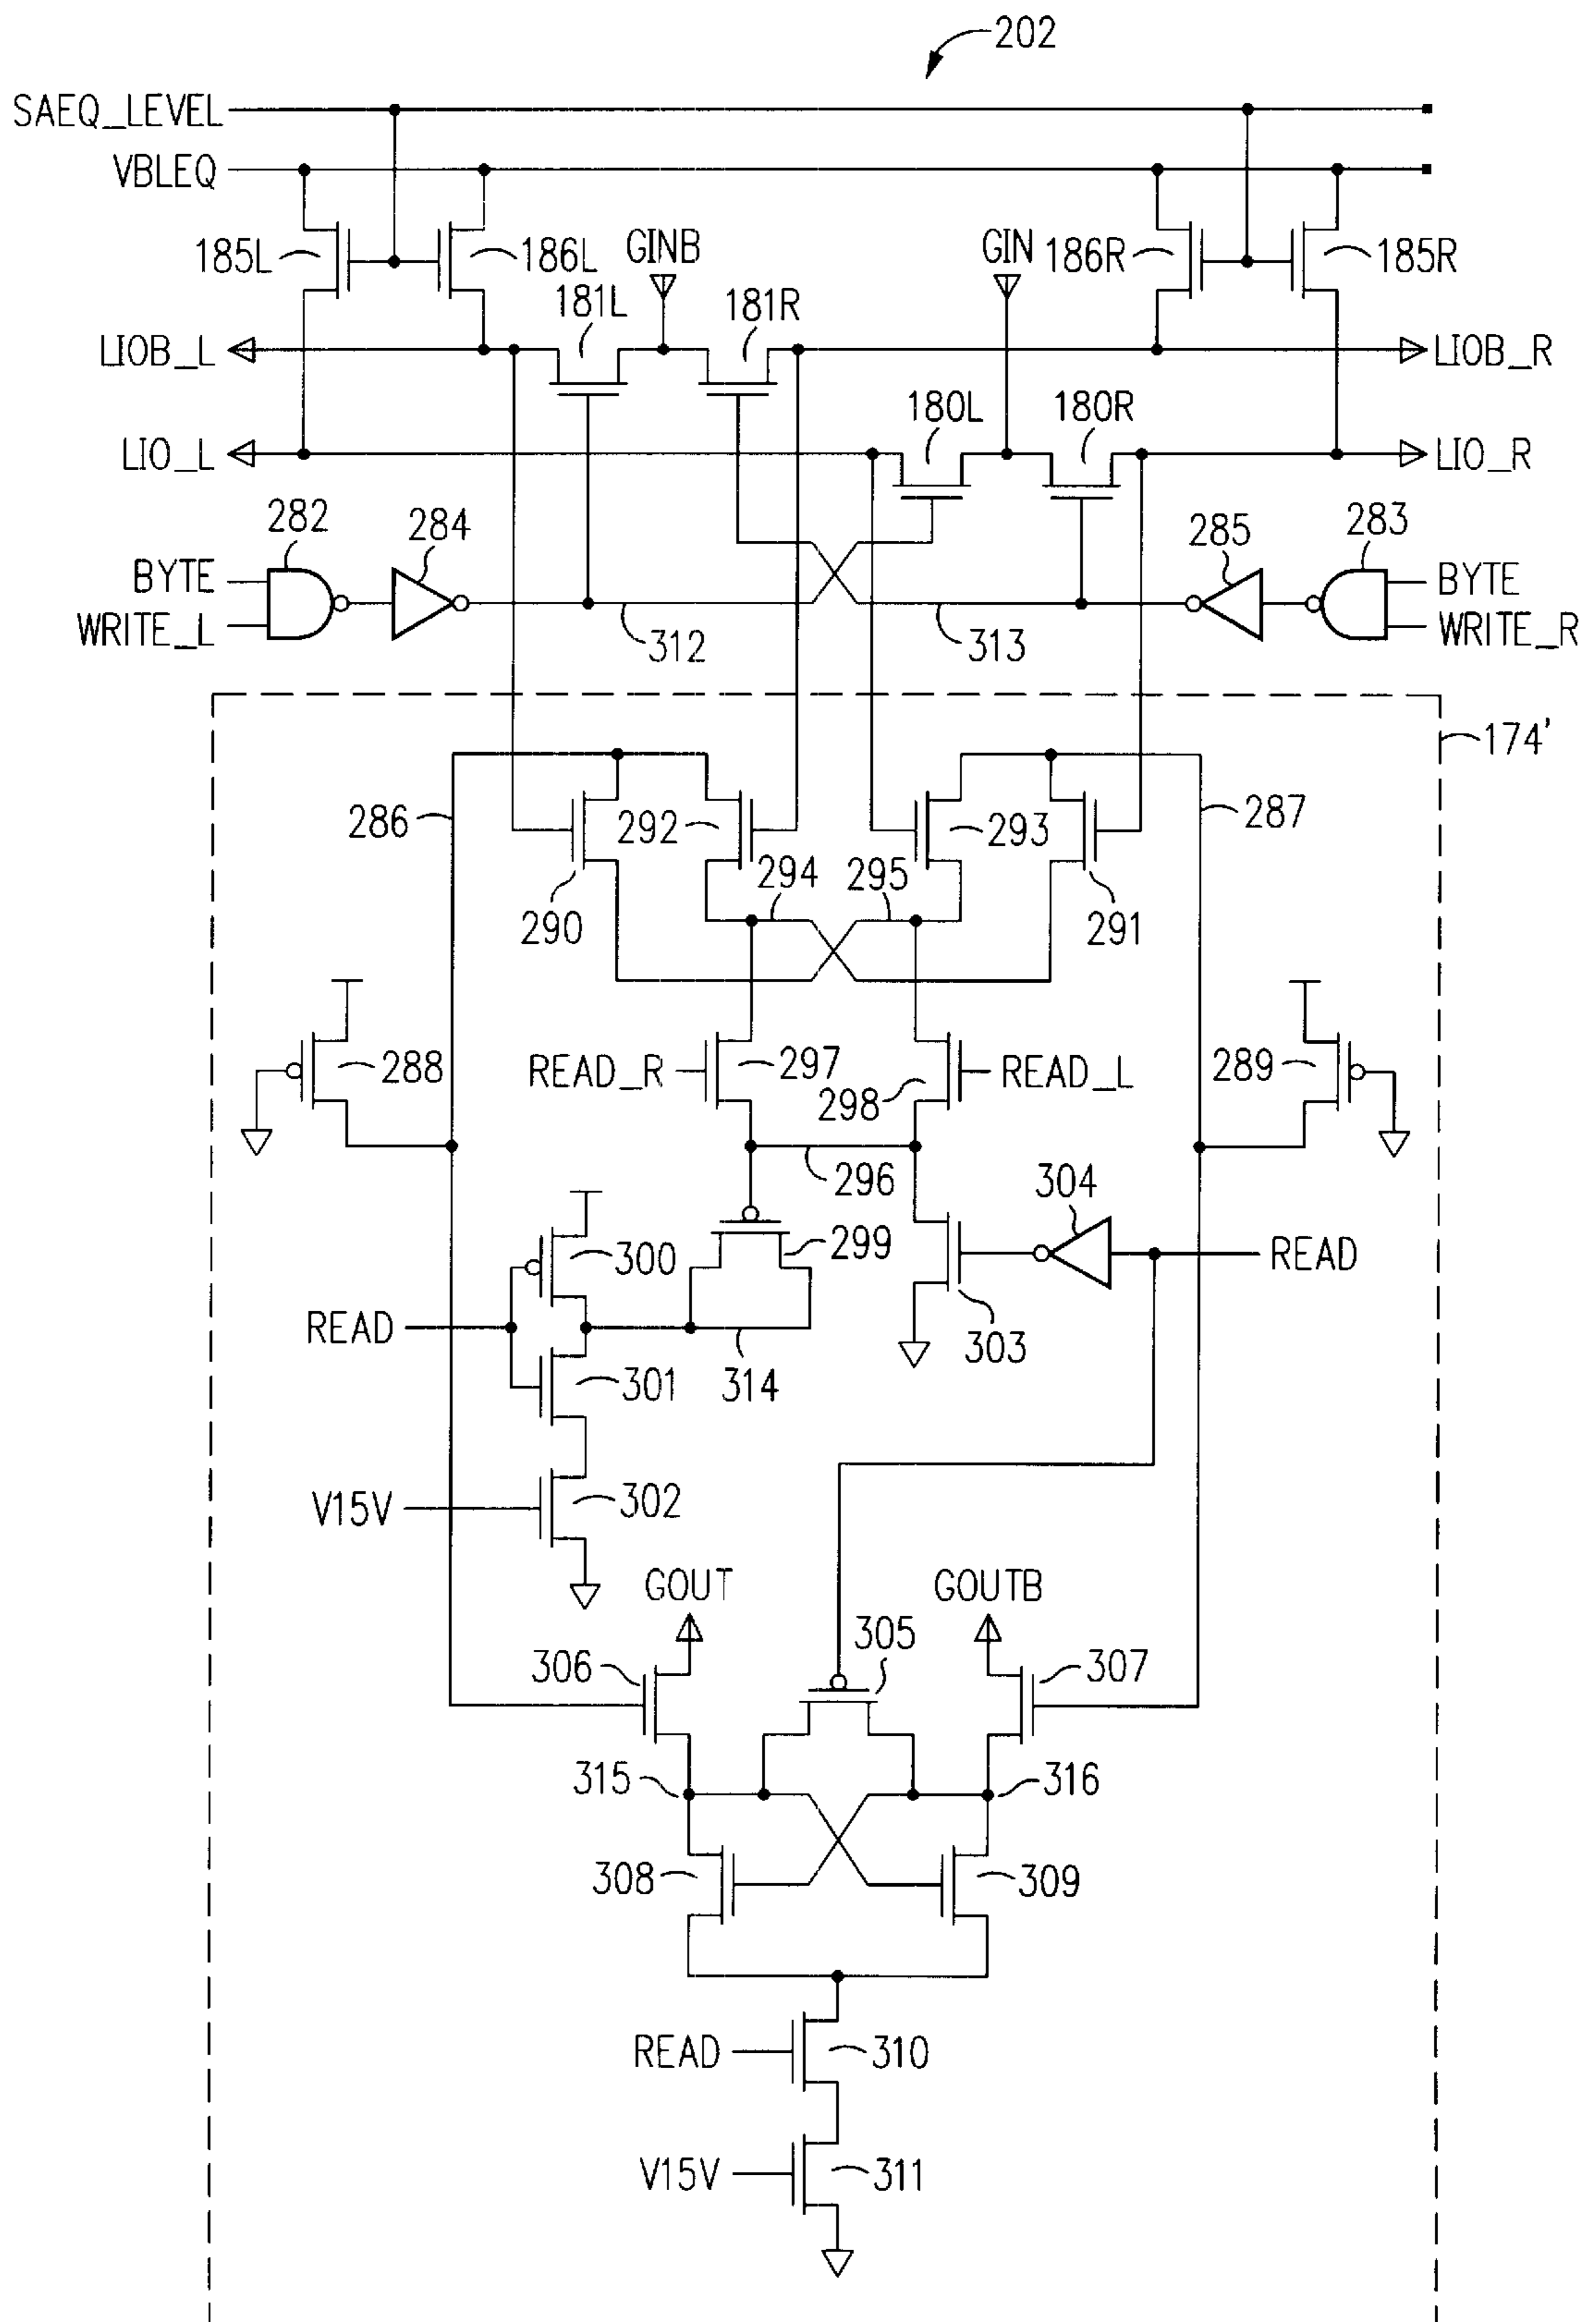 202
SAEQ_LEVEL
VBLEQ
185L
186L
GINB
GIN
186R
185R
181L
181R
LIOB_L
LIOB_R
180L
180R
LIO_L
LIO_R
282
284
285
283
BYTE
BYTE
WRITE_L
WRITE_R
312
313
174'
286
292
293
287
294
295
290
291
288
READ_R
297
298
READ_L
289
296
304
300
299
READ
READ
303
301
314
V15V
302
GOUT
GOUTB
305
306
307
315
316
308
309
READ
310
V15V
311